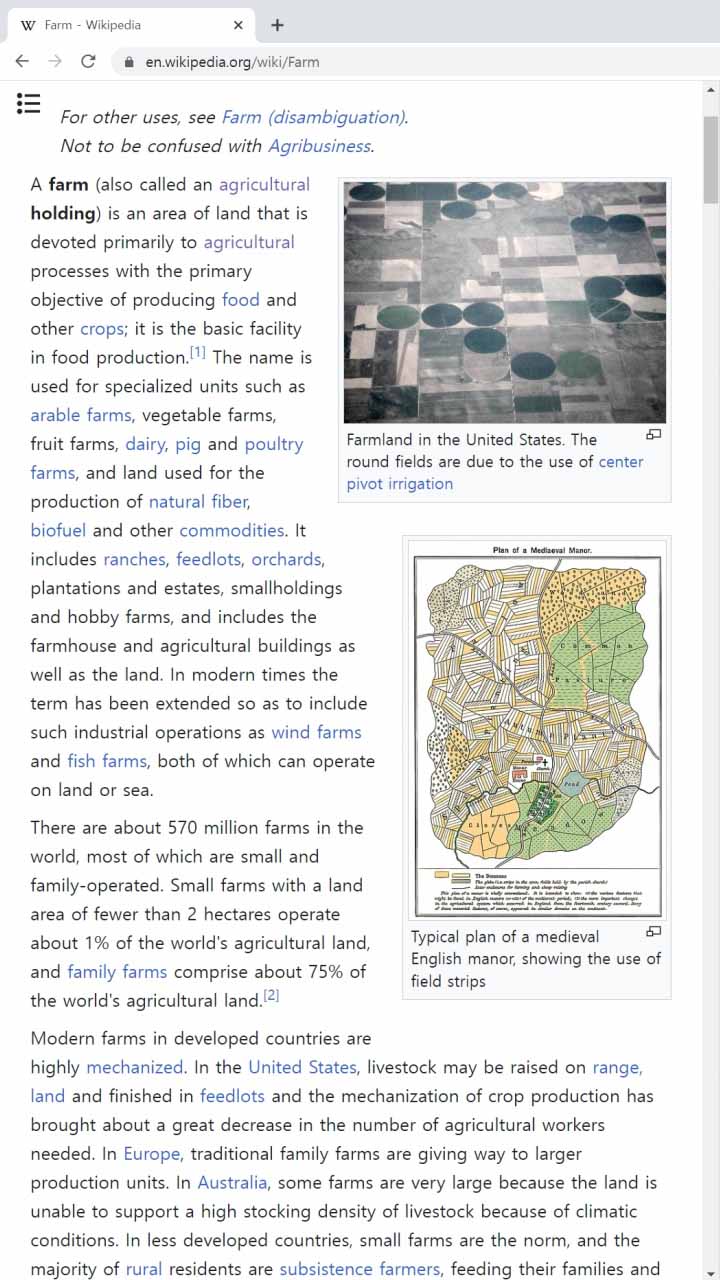 Farm - Wikipedia
en.wikipedia.org/wiki/Farm
For other uses, see Farm (disambiguation).
Not to be confused with Agribusiness.
A farm (also called an agricultural
holding) is an area of land that is
devoted primarily to agricultural
processes with the primary
objective of producing food and
other crops; it is the basic facility
in food production.[1] The name is
used for specialized units such as
arable farms, vegetable farms,
fruit farms, dairy, pig and poultry
farms, and land used for the
production of natural fiber,
biofuel and other commodities. It
includes ranches, feedlots, orchards,
plantations and estates, smallholdings
and hobby farms, and includes the
farmhouse and agricultural buildings as
well as the land. In modern times the
term has been extended so as to include
such industrial operations as wind farms
and fish farms, both of which can operate
on land or sea.
Farmland in the United States. The
round fields are due to the use of center
pivot irrigation
Plan of a Mediaeval Manor.
Common
Pasture
Pond
The Demesne
Typical plan of a medieval
English manor, showing the use of
field strips
There are about 570 million farms in the
world, most of which are small and
family-operated. Small farms with a land
area of fewer than 2 hectares operate
about 1% of the world's agricultural land,
and family farms comprise about 75% of
the world's agricultural land.[2]
Modern farms in developed countries are
highly mechanized. In the United States, livestock may be raised on range,
land and finished in feedlots and the mechanization of crop production has
brought about a great decrease in the number of agricultural workers
needed. In Europe, traditional family farms are giving way to larger
production units. In Australia, some farms are very large because the land is
unable to support a high stocking density of livestock because of climatic
conditions. In less developed countries, small farms are the norm, and the
majority of rural residents are subsistence farmers, feeding their families and